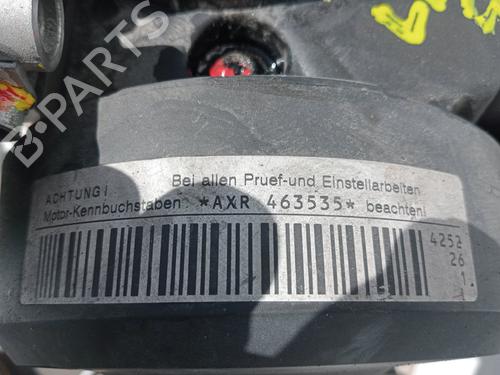 ACHTUNG! Bei allen Pruef-und Einstellarbeiten
Motor-Kennbuchstaben: *AXR 463535* beachten!
4252
26
1
B-PARTS